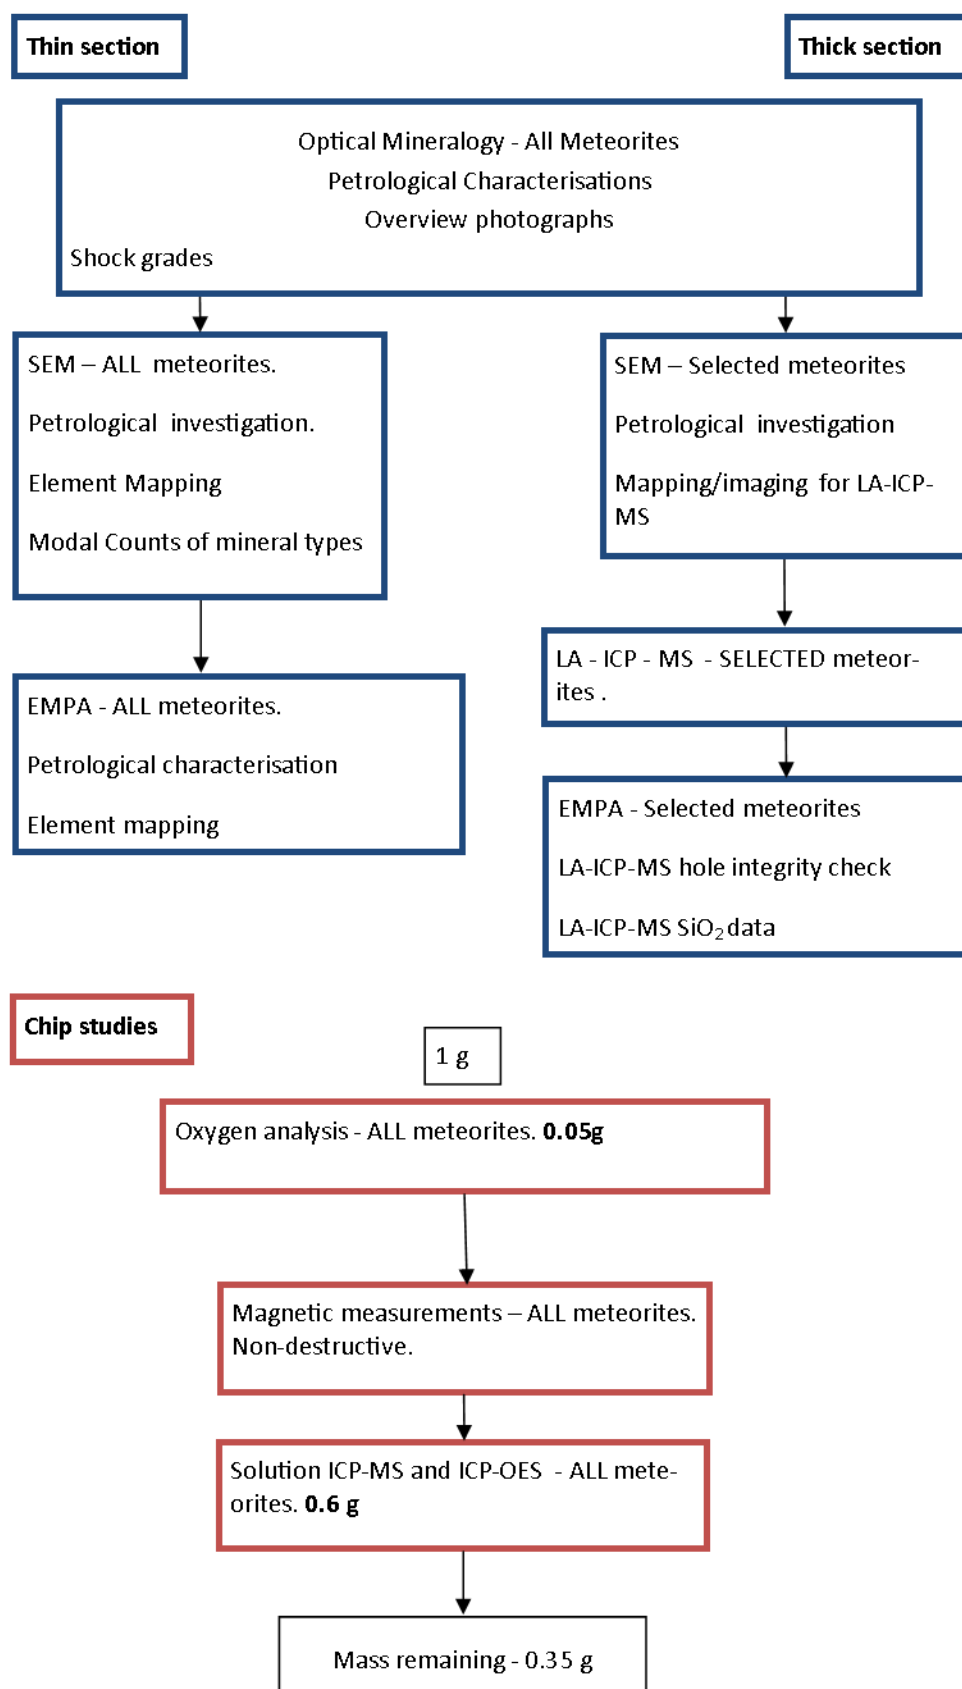 Thin section
Thick section
Optical Mineralogy - All Meteorites
Petrological Characterisations
Overview photographs
Shock grades
SEM – ALL meteorites.
Petrological investigation.
Element Mapping
Modal Counts of mineral types
SEM – Selected meteorites
Petrological investigation
Mapping/imaging for LA-ICP-
MS
LA - ICP - MS - SELECTED meteor-
ites .
EMPA - ALL meteorites.
Petrological characterisation
Element mapping
EMPA - Selected meteorites
LA-ICP-MS hole integrity check
LA-ICP-MS SiO₂ data
Chip studies
1 g
Oxygen analysis - ALL meteorites. 0.05g
Magnetic measurements – ALL meteorites.
Non-destructive.
Solution ICP-MS and ICP-OES - ALL mete-
orites. 0.6 g
Mass remaining - 0.35 g